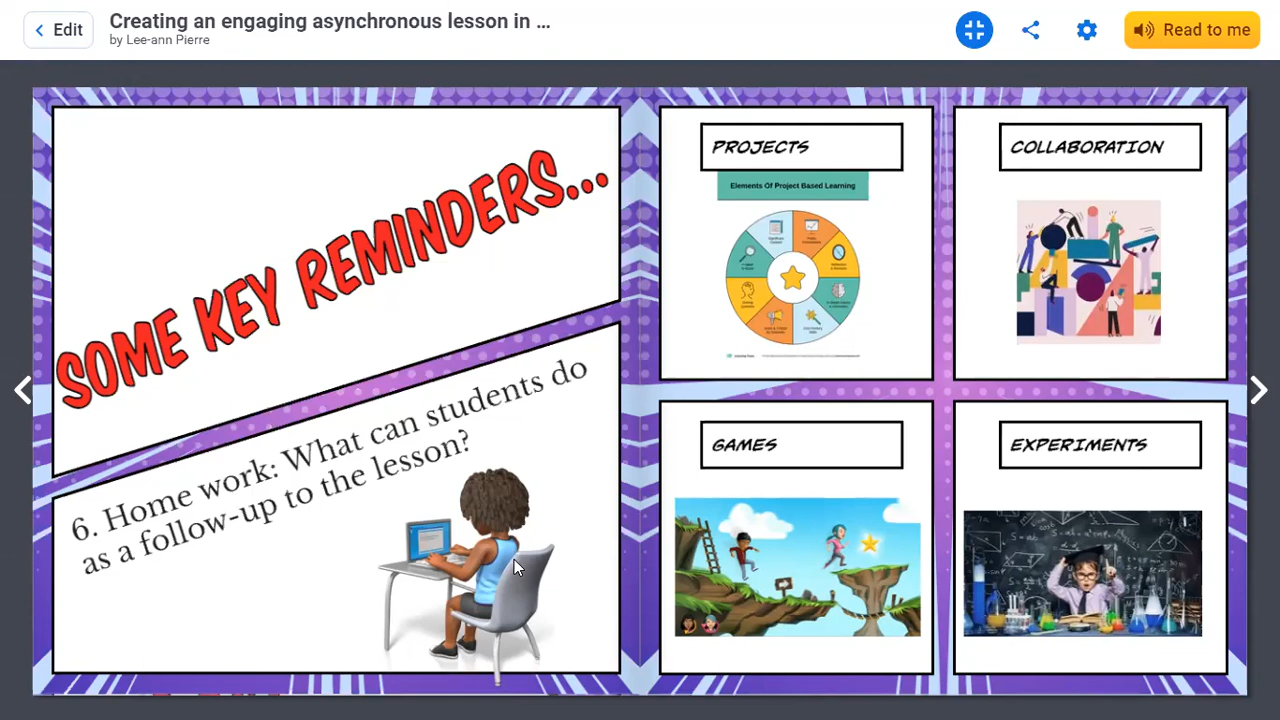 Edit
Creating an engaging asynchronous lesson in ...
by Lee-ann Pierre
Read to me
SOME KEY REMINDERS...
6. Home work: What can students do
as a follow-up to the lesson?
PROJECTS
Elements Of Project Based Learning
COLLABORATION
GAMES
EXPERIMENTS